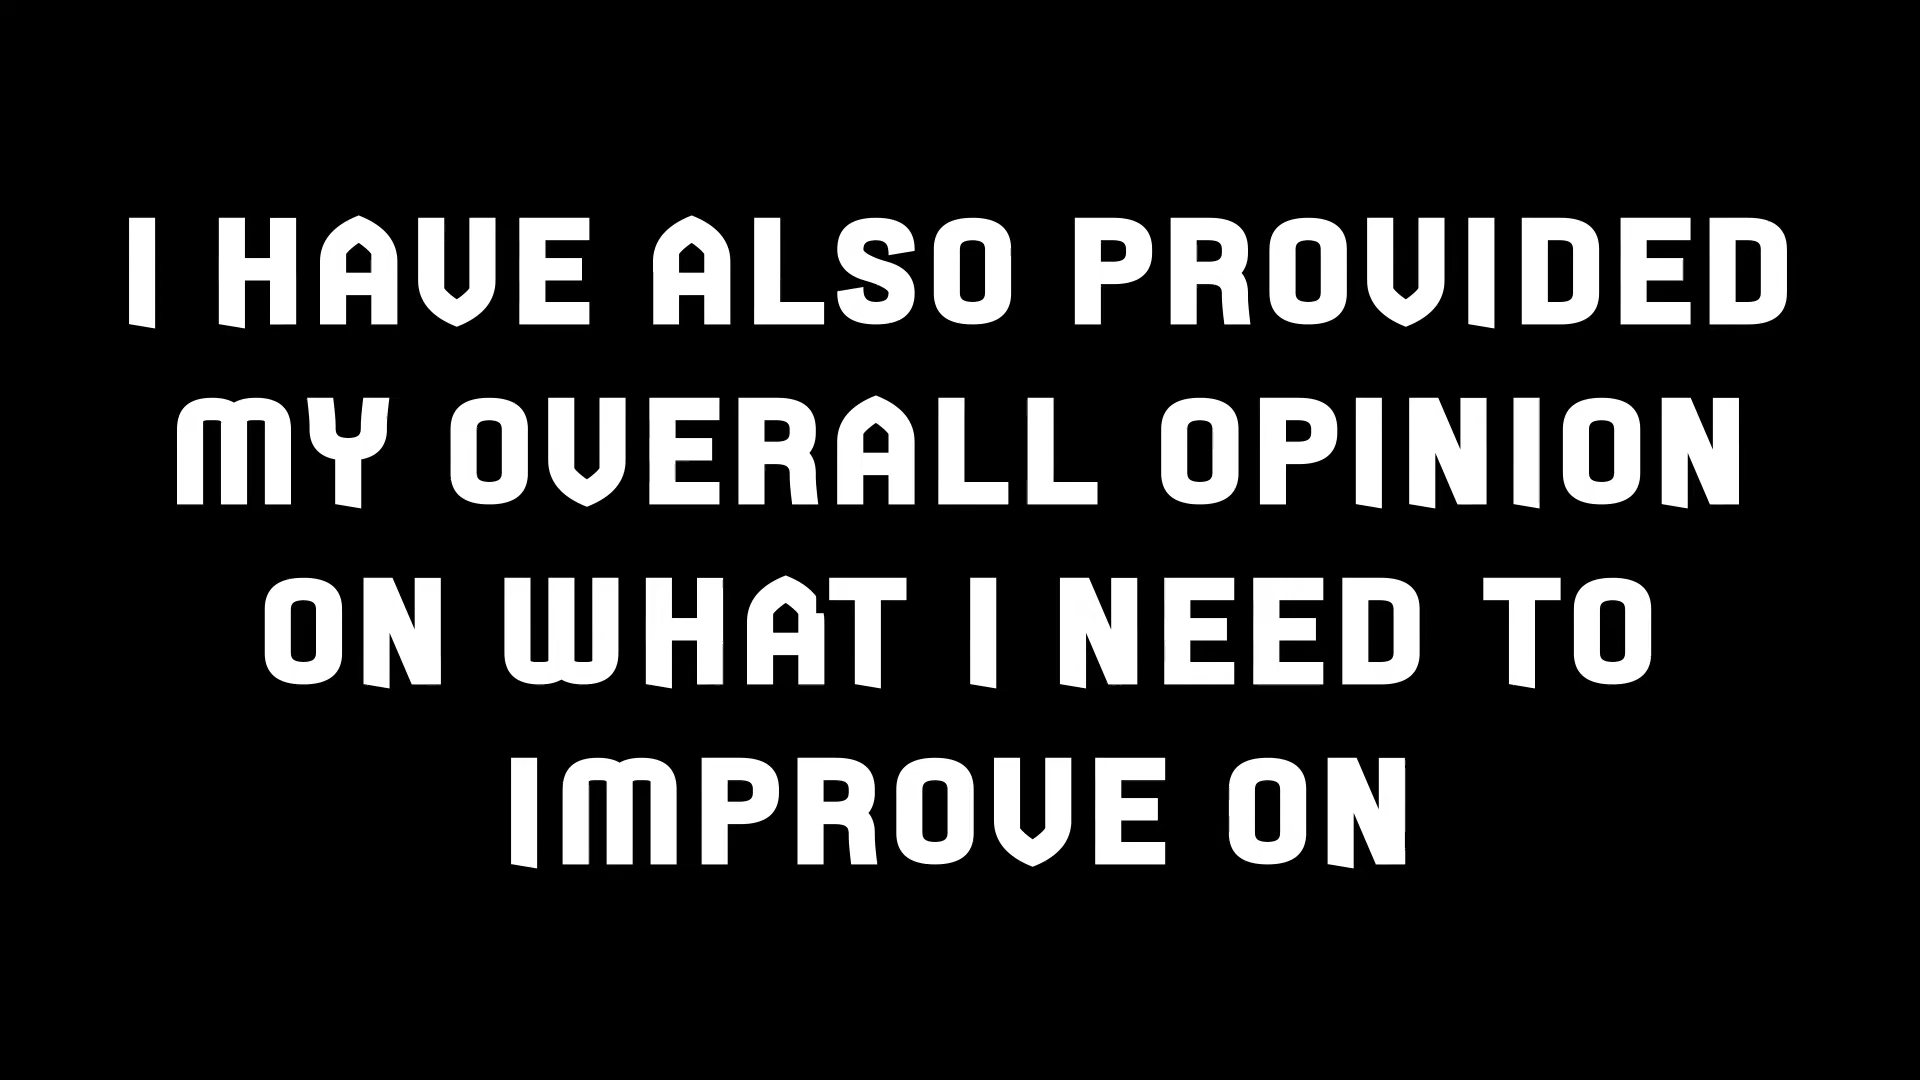 I HAVE ALSO PROVIDED
MY OVERALL OPINION
ON WHAT I NEED TO
IMPROVE ON